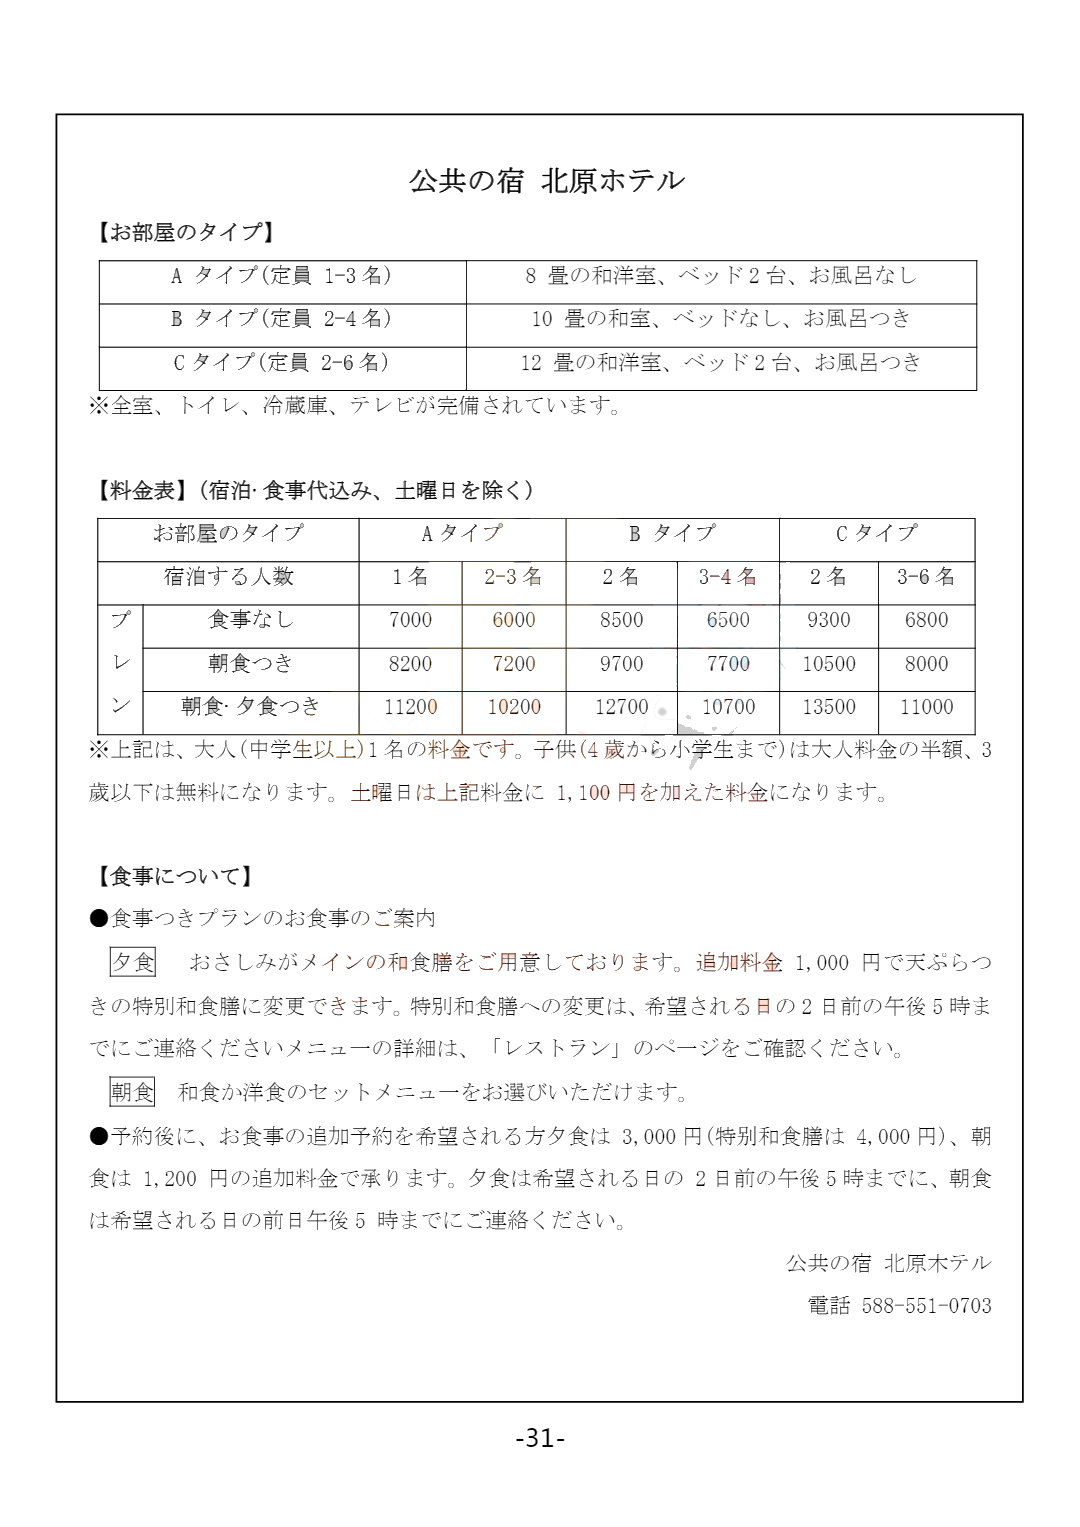 公共の宿 北原ホテル
【お部屋のタイプ】
A タイプ(定員 1-3名) 8 畳の和洋室、ベッド2台、お風呂なし
B タイプ(定員 2-4名) 10 畳の和室、ベッドなし、お風呂つき
Cタイプ(定員 2-6名) 12 畳の和洋室、ベッド2台、お風呂つき
※全室、トイレ、冷蔵庫、テレビが完備されています。
【料金表】(宿泊·食事代込み、土曜日を除く)
お部屋のタイプ Aタイプ B タイプ Cタイプ
宿泊する人数 1名 2-3名 2名 3-4名 2名 3-6名
プ 食事なし 7000 6000 8500 6500 9300 6800
レ 朝食つき 8200 7200 9700 7700 10500 8000
ン 朝食·夕食つき 11200 10200 12700 10700 13500 11000
※上記は、大人(中学生以上)1名の料金です。子供(4歳から小学生まで)は大人料金の半額、3
歳以下は無料になります。土曜日は上記料金に 1,100円を加えた料金になります。
【食事について】
●食事つきプランのお食事のご案内
夕食 おさしみがメインの和食膳をご用意しております。追加料金 1,000 円で天ぷらつ
きの特別和食膳に変更できます。特別和食膳への変更は、希望される日の2日前の午後5時ま
でにご連絡くださいメニューの詳細は、「レストラン」のページをご確認ください。
朝食 和食か洋食のセットメニューをお選びいただけます。
●予約後に、お食事の追加予約を希望される方夕食は 3,000円(特別和食膳は 4,000円)、朝
食は 1,200 円の追加料金で承ります。夕食は希望される日の 2日前の午後5時までに、朝食
は希望される日の前日午後5 時までにご連絡ください。
公共の宿 北原木テル
電話 588-551-0703
-31-